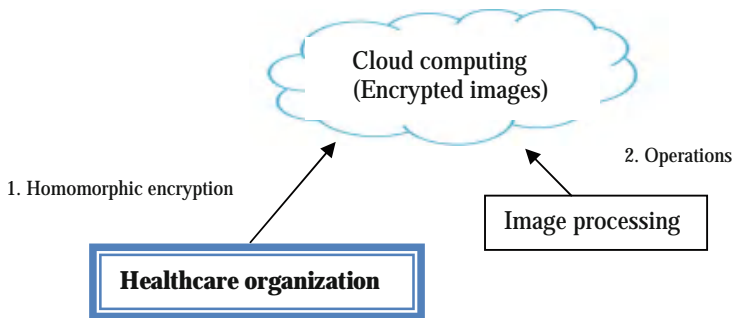 Cloud computing
(Encrypted images)
2. Operations
1. Homomorphic encryption
Image processing
Healthcare organization